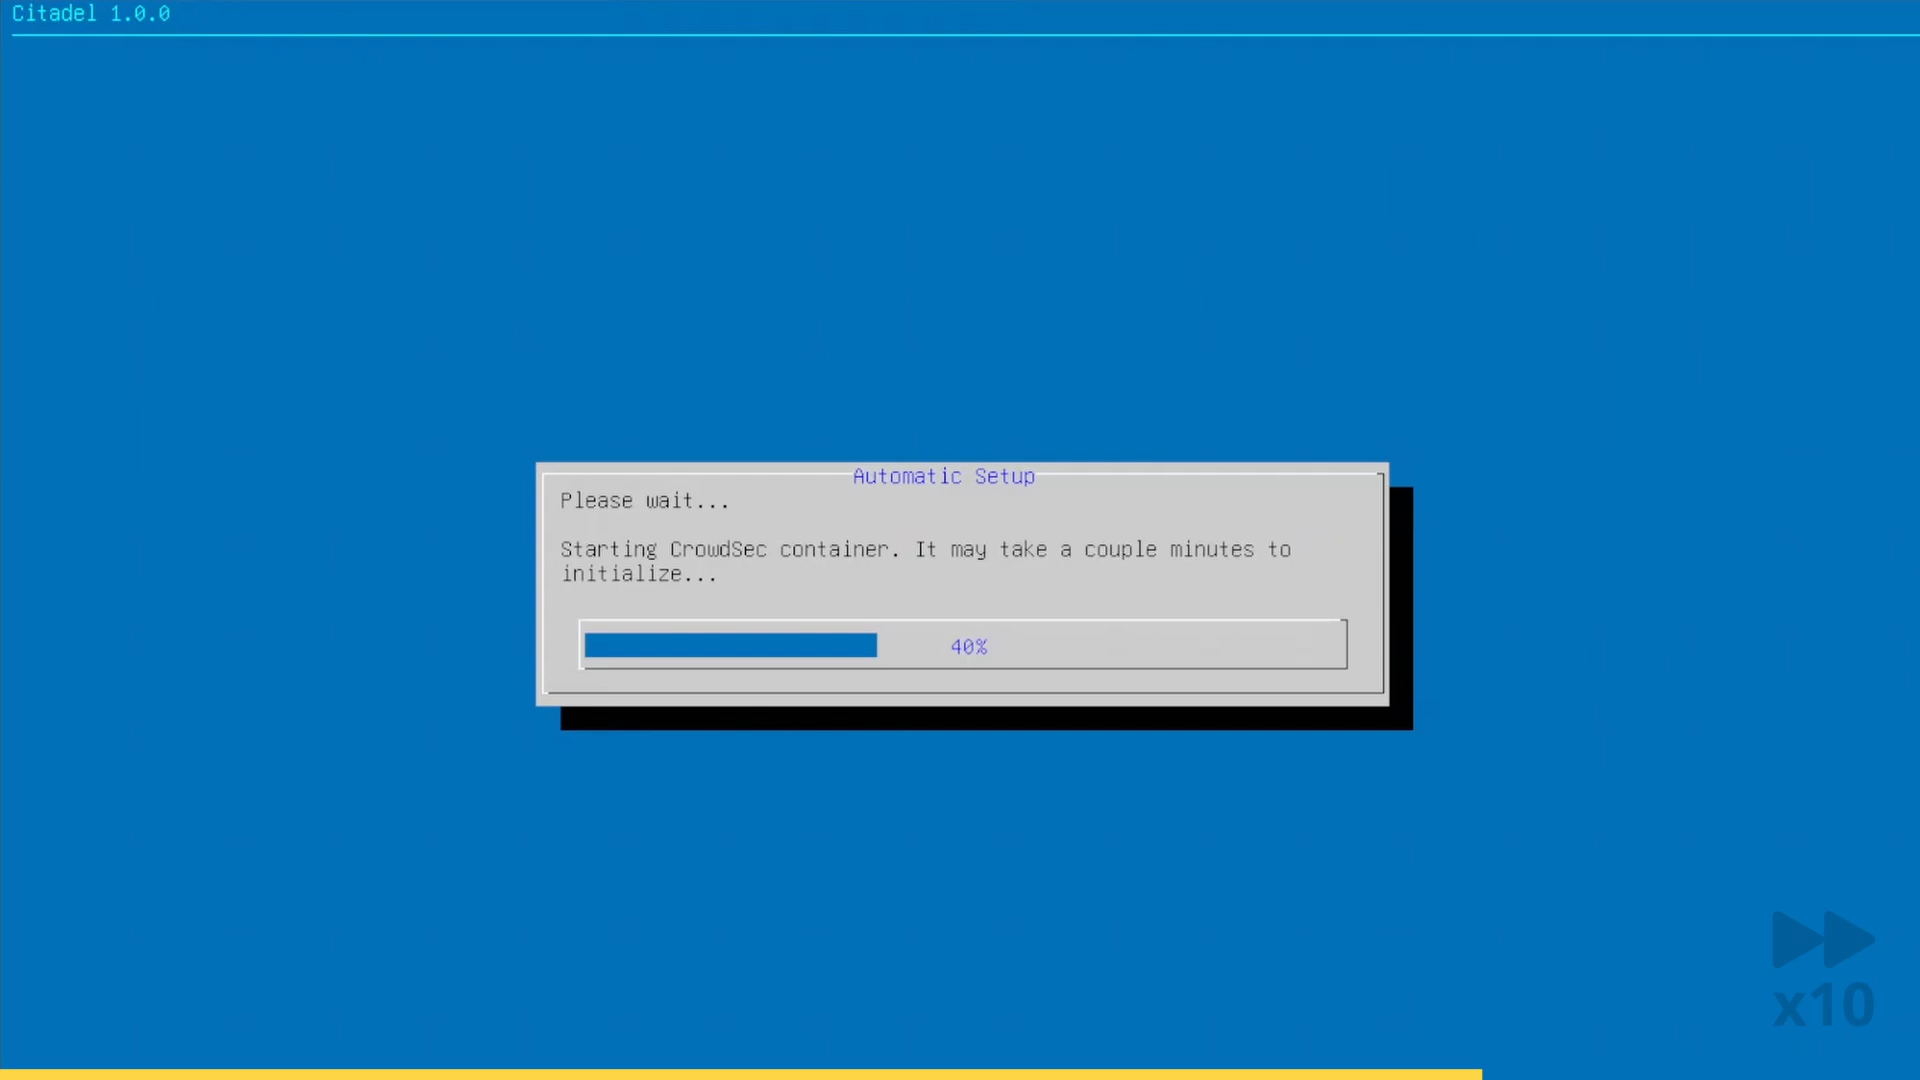 Citadel 1.0.0
Automatic Setup
Please wait...
Starting CrowdSec container. It may take a couple minutes to
initialize...
40%
x10